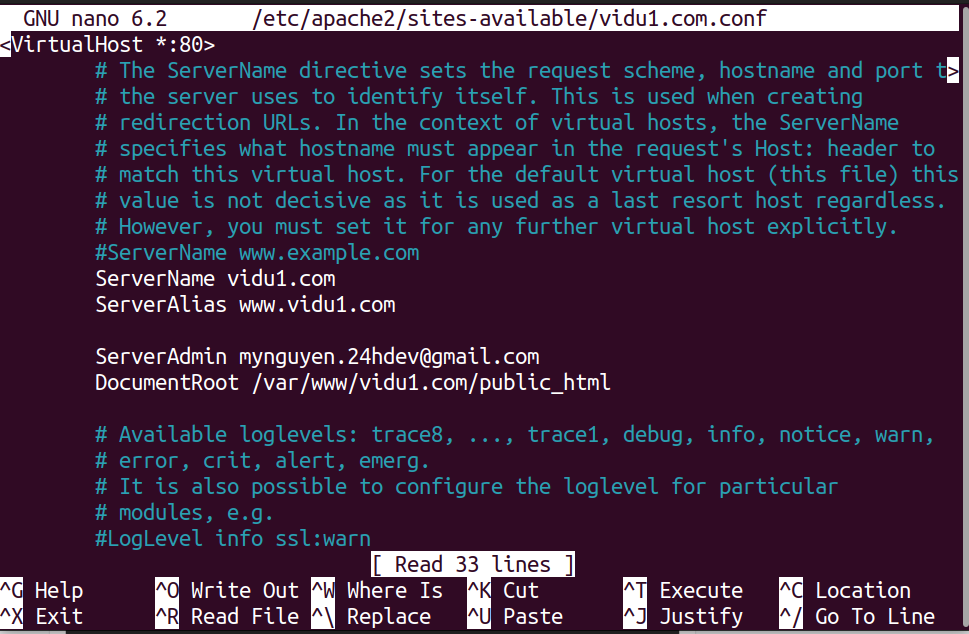 GNU nano 6.2 /etc/apache2/sites-available/vidu1.com.conf
<VirtualHost *:80>
# The ServerName directive sets the request scheme, hostname and port t>
# the server uses to identify itself. This is used when creating
# redirection URLs. In the context of virtual hosts, the ServerName
# specifies what hostname must appear in the request's Host: header to
# match this virtual host. For the default virtual host (this file) this
# value is not decisive as it is used as a last resort host regardless.
# However, you must set it for any further virtual host explicitly.
#ServerName www.example.com
ServerName vidu1.com
ServerAlias www.vidu1.com
ServerAdmin mynguyen.24hdev@gmail.com
DocumentRoot /var/www/vidu1.com/public_html
# Available loglevels: trace8, ..., trace1, debug, info, notice, warn,
# error, crit, alert, emerg.
# It is also possible to configure the loglevel for particular
# modules, e.g.
#LogLevel info ssl:warn
[ Read 33 lines ]
^G Help ^O Write Out ^W Where Is ^K Cut ^T Execute ^C Location
^X Exit ^R Read File ^\ Replace ^U Paste ^J Justify ^/ Go To Line